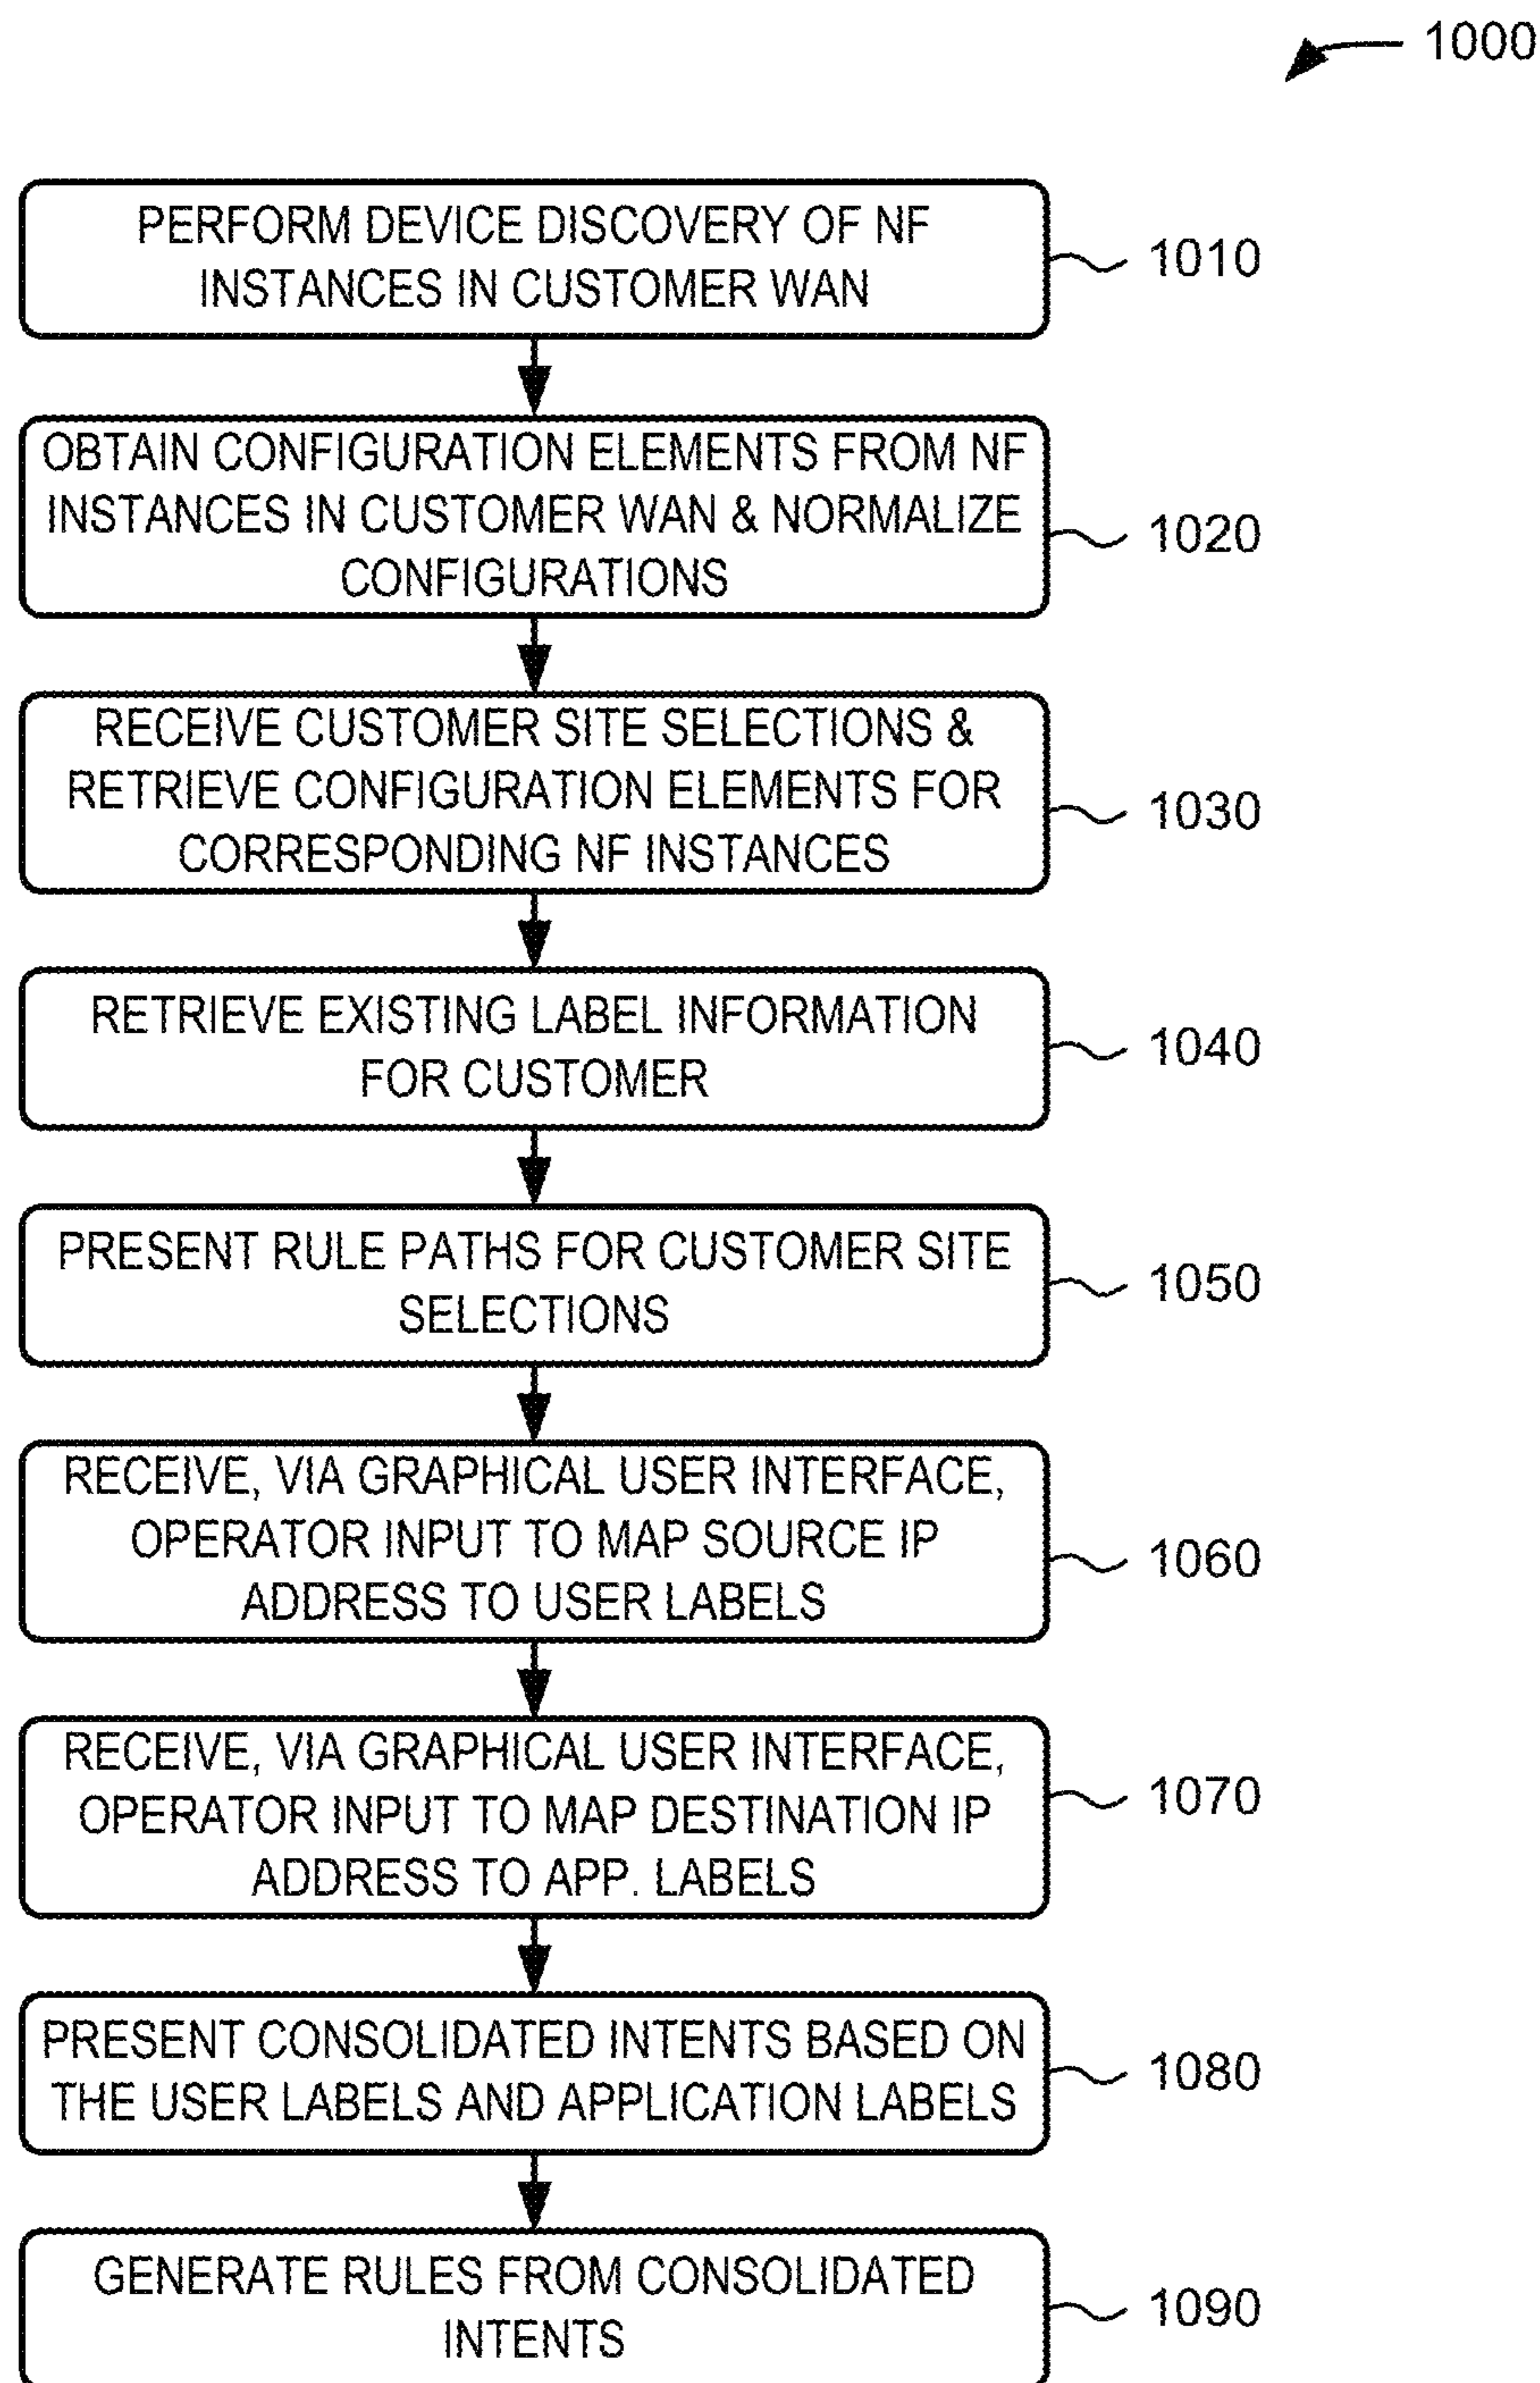 1000
PERFORM DEVICE DISCOVERY OF NF
INSTANCES IN CUSTOMER WAN
1010
OBTAIN CONFIGURATION ELEMENTS FROM NF
INSTANCES IN CUSTOMER WAN & NORMALIZE
CONFIGURATIONS
1020
RECEIVE CUSTOMER SITE SELECTIONS &
RETRIEVE CONFIGURATION ELEMENTS FOR
CORRESPONDING NF INSTANCES
1030
RETRIEVE EXISTING LABEL INFORMATION
FOR CUSTOMER
1040
PRESENT RULE PATHS FOR CUSTOMER SITE
SELECTIONS
1050
RECEIVE, VIA GRAPHICAL USER INTERFACE,
OPERATOR INPUT TO MAP SOURCE IP
ADDRESS TO USER LABELS
1060
RECEIVE, VIA GRAPHICAL USER INTERFACE,
OPERATOR INPUT TO MAP DESTINATION IP
ADDRESS TO APP. LABELS
1070
PRESENT CONSOLIDATED INTENTS BASED ON
THE USER LABELS AND APPLICATION LABELS
1080
GENERATE RULES FROM CONSOLIDATED
INTENTS
1090